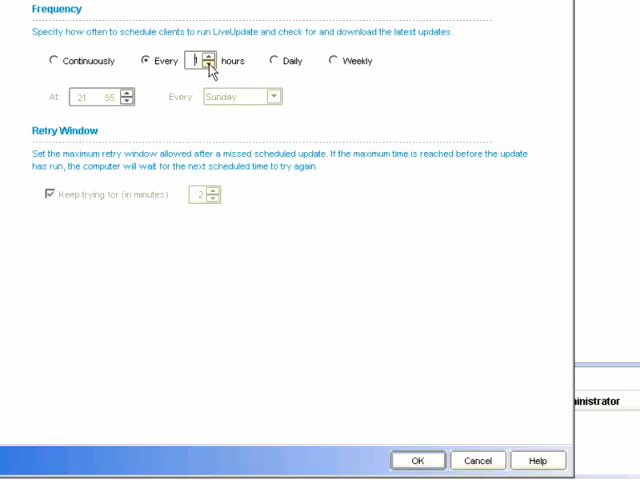 Frequency
Specify how often to schedule clients to run LiveUpdate and check for and download the latest updates.
Continuously Every hours Daily Weekly
At: 21 55 Every: Sunday
Retry Window
Set the maximum retry window allowed after a missed scheduled update. If the maximum time is reached before the update
has run, the computer will wait for the next scheduled time to try again.
Keep trying for (in minutes) 2
ministrator
OK Cancel Help